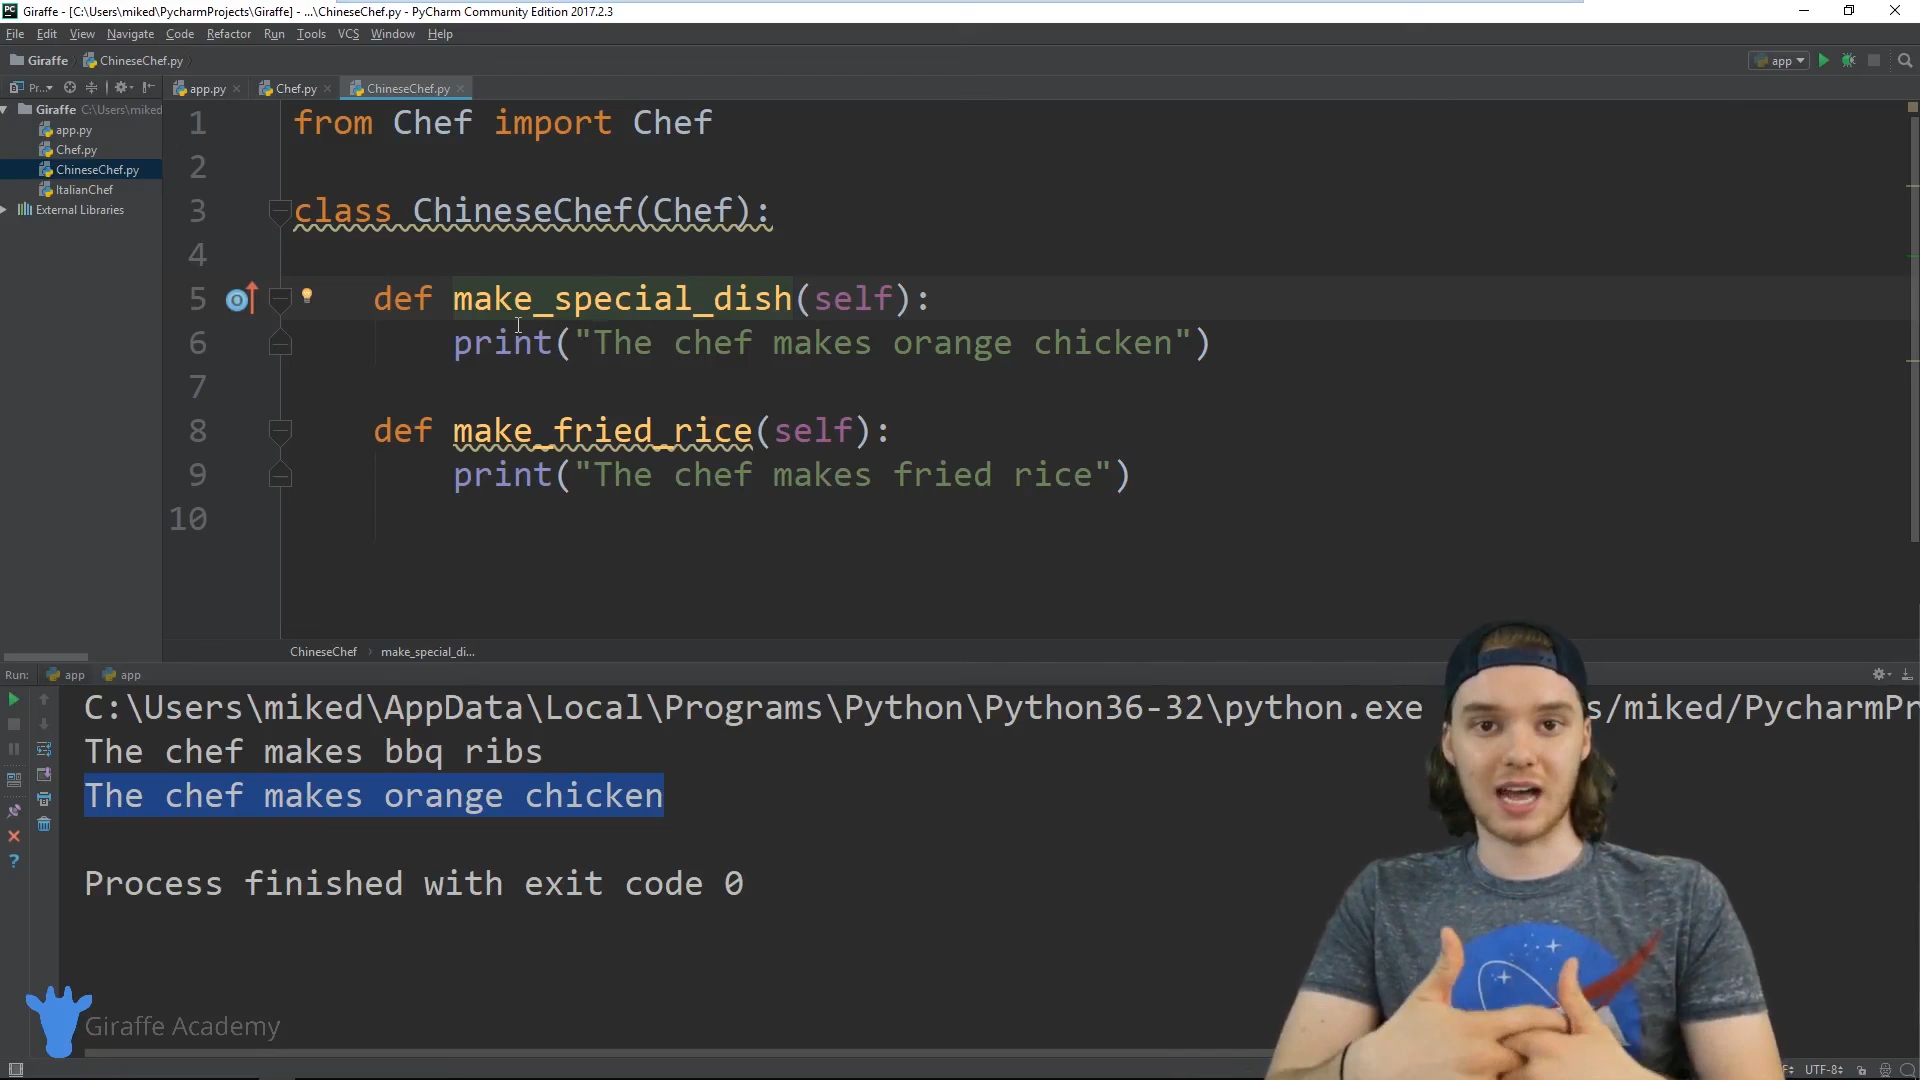 PC Giraffe - [C:\Users\miked\PycharmProjects\Giraffe] - ...\ChineseChef.py - PyCharm Community Edition 2017.2.3
File Edit View Navigate Code Refactor Run Tools VCS Window Help
Giraffe ChineseChef.py app
Pr... app.py Chef.py ChineseChef.py
Giraffe C:\Users\miked
app.py
Chef.py
ChineseChef.py
ItalianChef
External Libraries
1 from Chef import Chef
2
3 class ChineseChef(Chef):
4
5 def make_special_dish(self):
6 print("The chef makes orange chicken")
7
8 def make_fried_rice(self):
9 print("The chef makes fried rice")
10
ChineseChef › make_special_di...
Run: app app
C:\Users\miked\AppData\Local\Programs\Python\Python36-32\python.exe s/miked/PycharmPr
The chef makes bbq ribs
The chef makes orange chicken
Process finished with exit code 0
Giraffe Academy
UTF-8